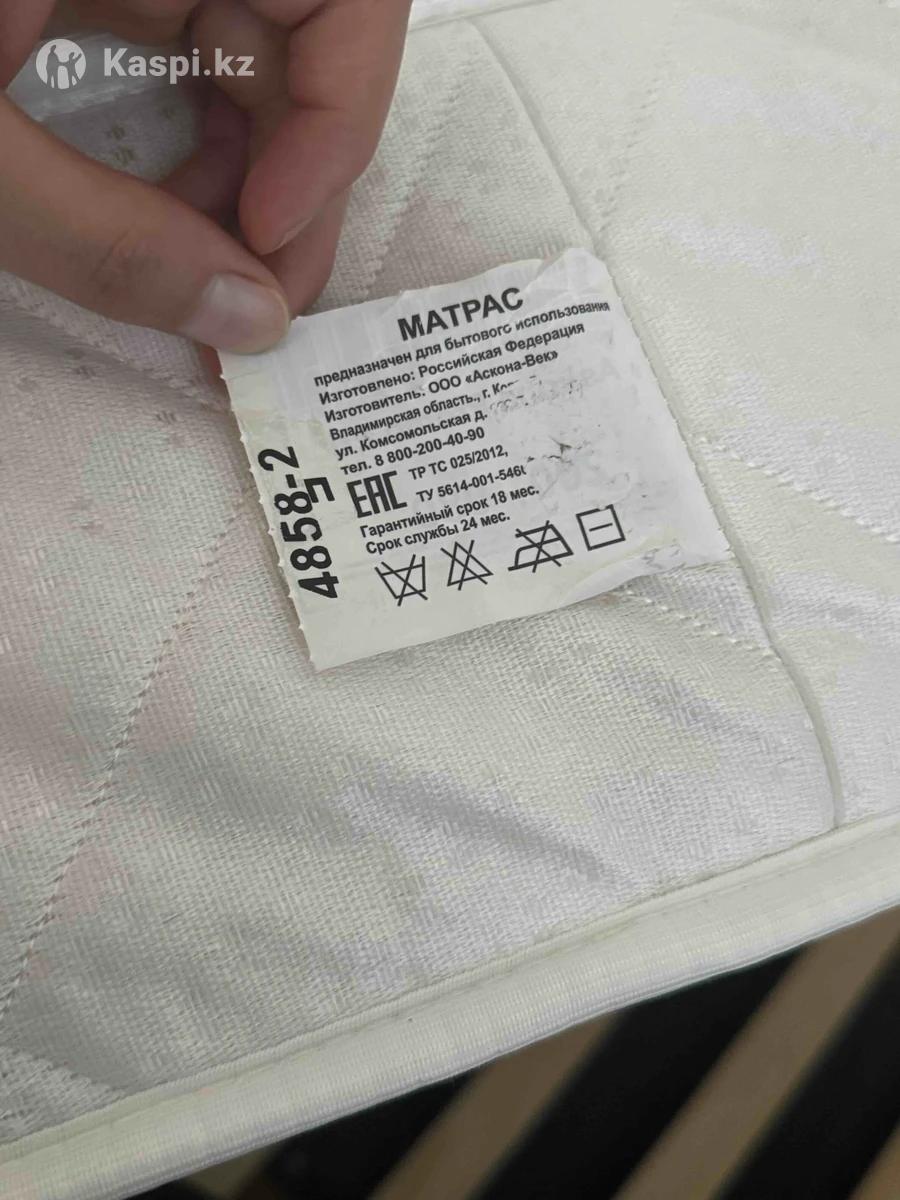 Kaspi.kz
МАТРАС
предназначен для бытового использования
Изготовлено: Российская Федерация
Изготовитель: ООО «Аскона-Век»
Владимирская область, г.
ул. Комсомольская д.
тел. 8 800-200-40-90
EAC ТР ТС 025/2012,
ТУ 5614-001-546
Гарантийный срок 18 мес.
Срок службы 24 мес.
4858-2
П